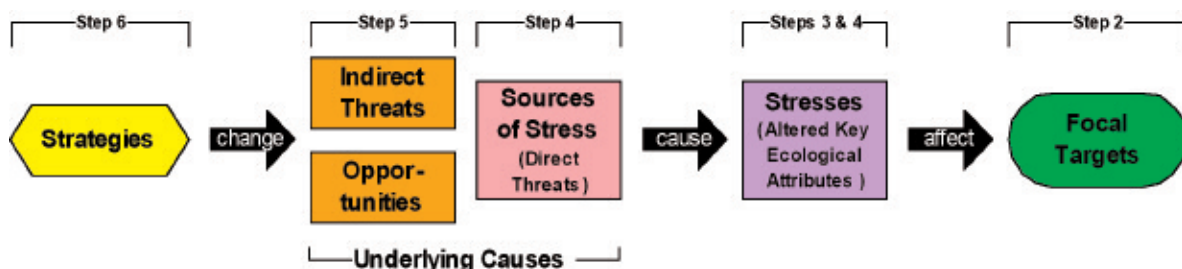 Step 6
Step 5
Step 4
Steps 3 & 4
Step 2
Strategies
change
Indirect
Threats
Oppor-
tunities
Sources
of Stress
(Direct
Threats)
cause
Stresses
(Altered Key
Ecological
Attributes )
affect
Focal
Targets
Underlying Causes